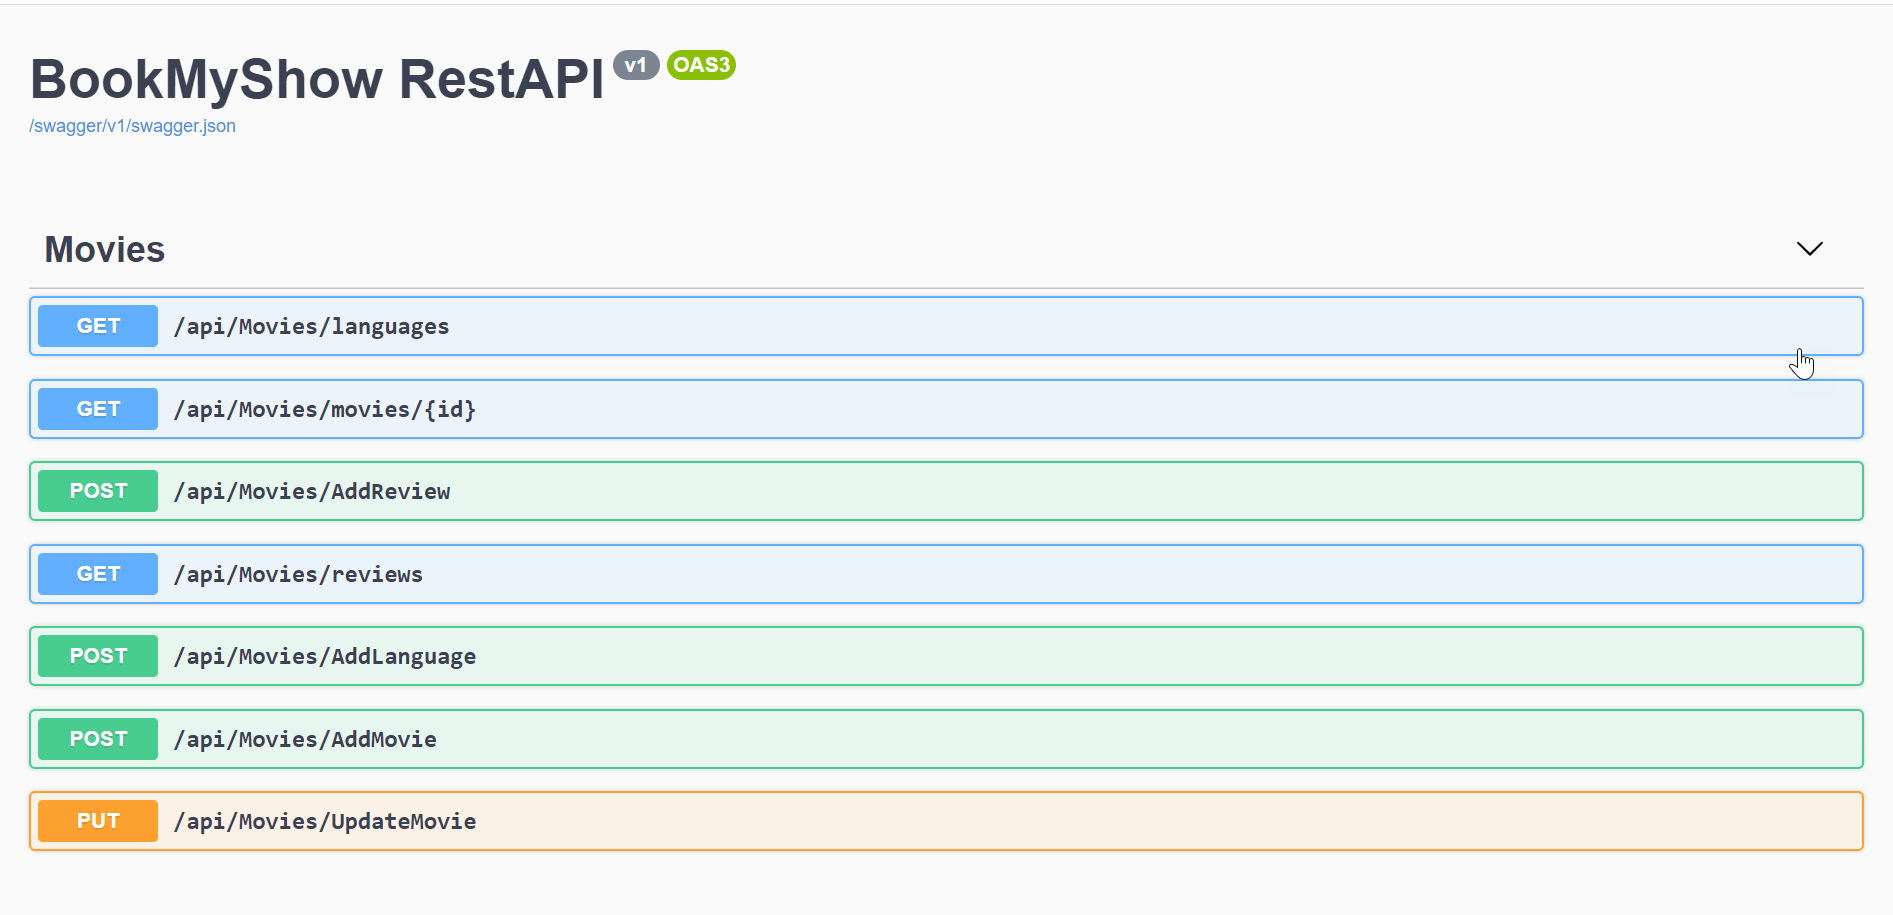 BookMyShow RestAPI v1 OAS3
/swagger/v1/swagger.json
Movies
GET /api/Movies/languages
GET /api/Movies/movies/{id}
POST /api/Movies/AddReview
GET /api/Movies/reviews
POST /api/Movies/AddLanguage
POST /api/Movies/AddMovie
PUT /api/Movies/UpdateMovie